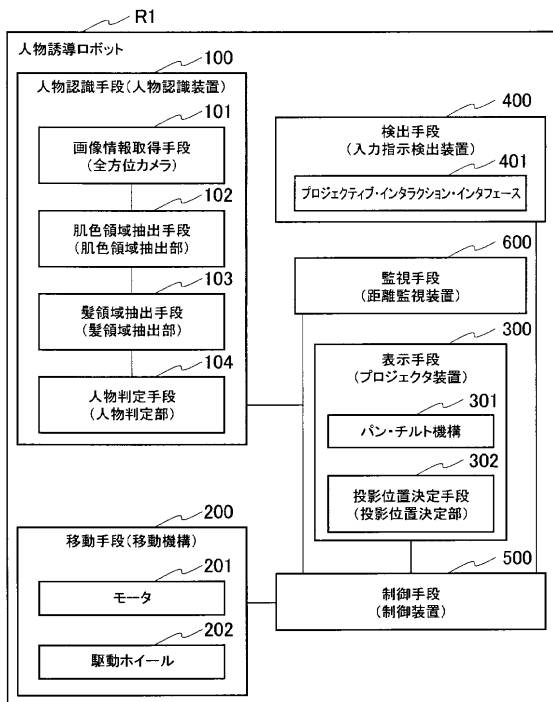 R1
人物誘導ロボット
100
人物認識手段(人物認識装置)
101
画像情報取得手段
(全方位カメラ)
102
肌色領域抽出手段
(肌色領域抽出部)
103
髪領域抽出手段
(髪領域抽出部)
104
人物判定手段
(人物判定部)
200
移動手段(移動機構)
201
モータ
202
駆動ホイール
400
検出手段
(入力指示検出装置)
401
プロジェクティブ・インタラクション・インタフェース
600
監視手段
(距離監視装置)
300
表示手段
(プロジェクタ装置)
301
パン・チルト機構
302
投影位置決定手段
(投影位置決定部)
500
制御手段
(制御装置)